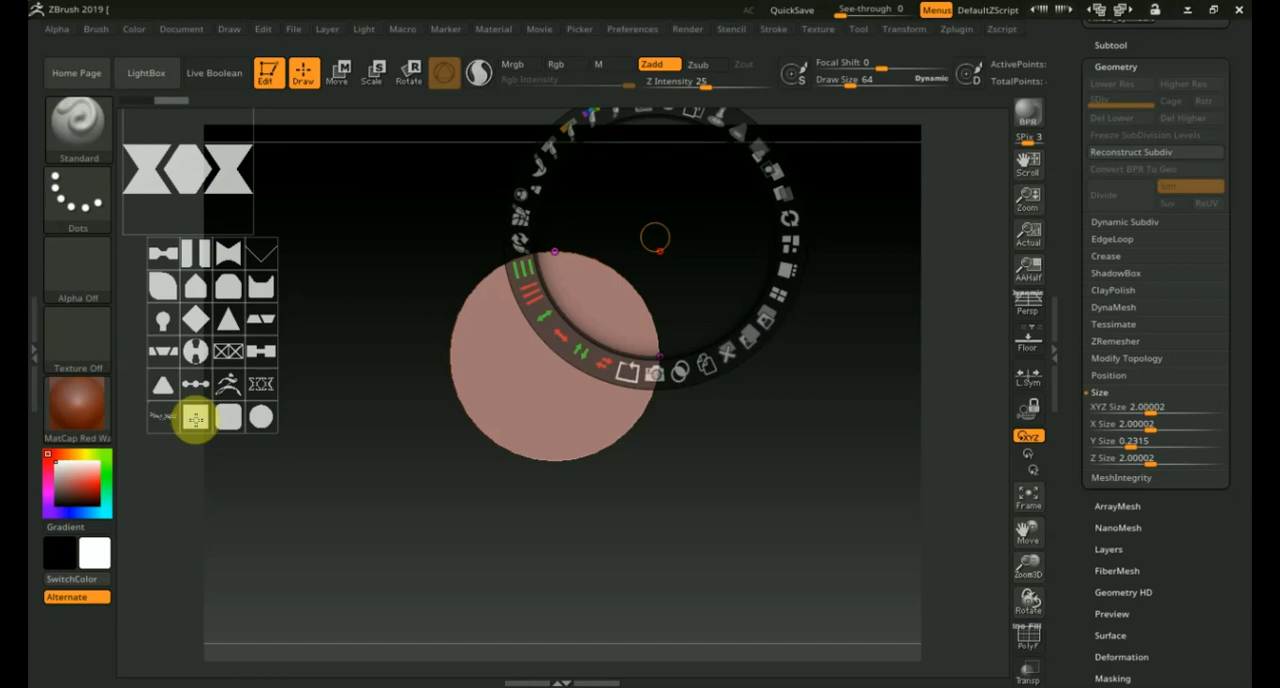 ZBrush 2019 [
AC QuickSave See-through 0 Menus DefaultZScript
Alpha Brush Color Document Draw Edit File Layer Light Macro Marker Material Movie Picker Preferences Render Stencil Stroke Texture Tool Transform Zplugin Zscript
Home Page LightBox Live Boolean Edit Draw Move Scale Rotate
Mrgb Rgb M Zadd Zsub Zcut
Rgb Intensity Z Intensity 25
Focal Shift 0
Draw Size 64 Dynamic
ActivePoints:
TotalPoints:
Standard
Dots
Alpha Off
Texture Off
MatCap Red Wa
Gradient
SwitchColor
Alternate
BPR
SPix 3
Scroll
Zoom
Actual
AAHalf
Dynamic
Persp
Floor
L.Sym
XYZ
Frame
Move
Zoom3D
Rotate
PolyF
Transp
Subtool
Geometry
Lower Res Higher Res
SDiv Cage Rstr
Del Lower Del Higher
Freeze SubDivision Levels
Reconstruct Subdiv
Convert BPR To Geo
Divide Smt
Suv ReUV
Dynamic Subdiv
EdgeLoop
Crease
ShadowBox
ClayPolish
DynaMesh
Tessimate
ZRemesher
Modify Topology
Position
Size
XYZ Size 2.00002
X Size 2.00002
Y Size 0.2315
Z Size 2.00002
MeshIntegrity
ArrayMesh
NanoMesh
Layers
FiberMesh
Geometry HD
Preview
Surface
Deformation
Masking